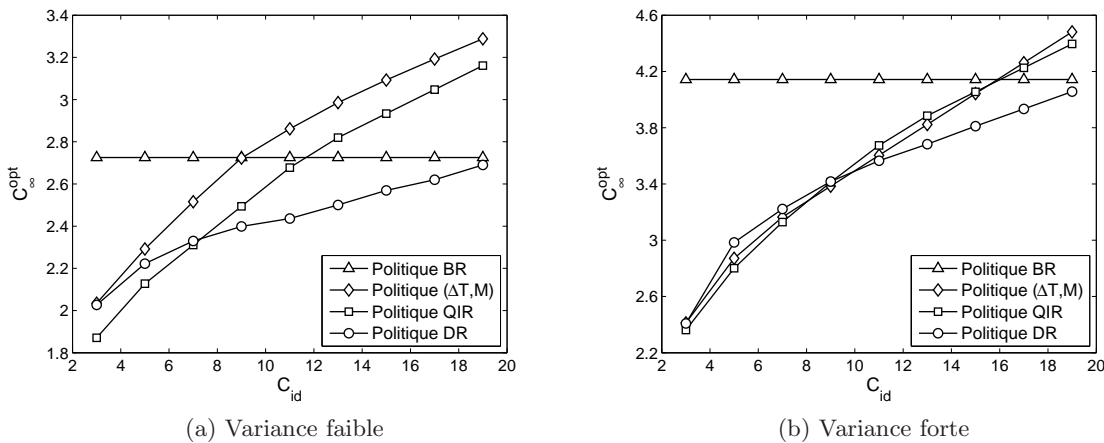 3.4
3.2
3
2.8
2.6
2.4
2.2
2
1.8
C∞opt
2 4 6 8 10 12 14 16 18 20
Cid
Politique BR
Politique (ΔT,M)
Politique QIR
Politique DR
(a) Variance faible
4.6
4.2
3.8
3.4
3
2.6
2.2
C∞opt
2 4 6 8 10 12 14 16 18 20
Cid
Politique BR
Politique (ΔT,M)
Politique QIR
Politique DR
(b) Variance forte